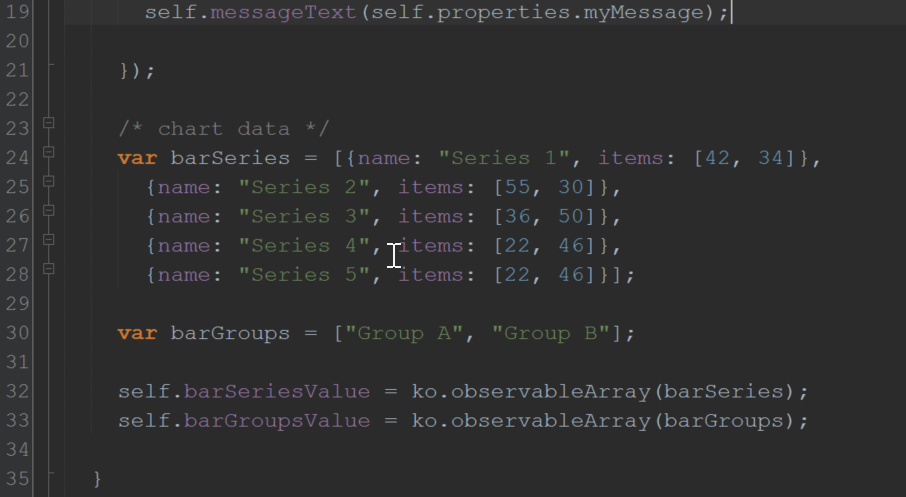 19 self.messageText(self.properties.myMessage);
20
21 });
22
23 /* chart data */
24 var barSeries = [{name: "Series 1", items: [42, 34]},
25 {name: "Series 2", items: [55, 30]},
26 {name: "Series 3", items: [36, 50]},
27 {name: "Series 4", items: [22, 46]},
28 {name: "Series 5", items: [22, 46]}];
29
30 var barGroups = ["Group A", "Group B"];
31
32 self.barSeriesValue = ko.observableArray(barSeries);
33 self.barGroupsValue = ko.observableArray(barGroups);
34
35 }